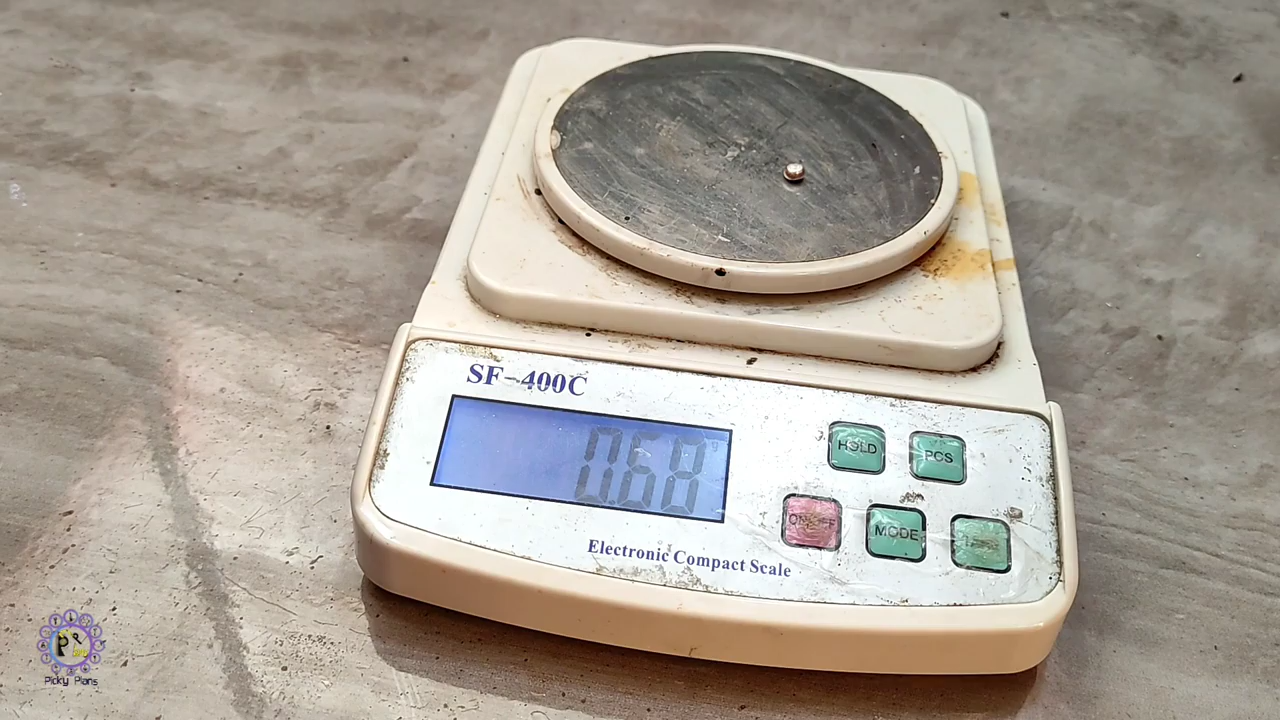 SF-400C
0.68 g
HOLD
PCS
ON/OFF
MODE
Electronic Compact Scale
Picky Plans